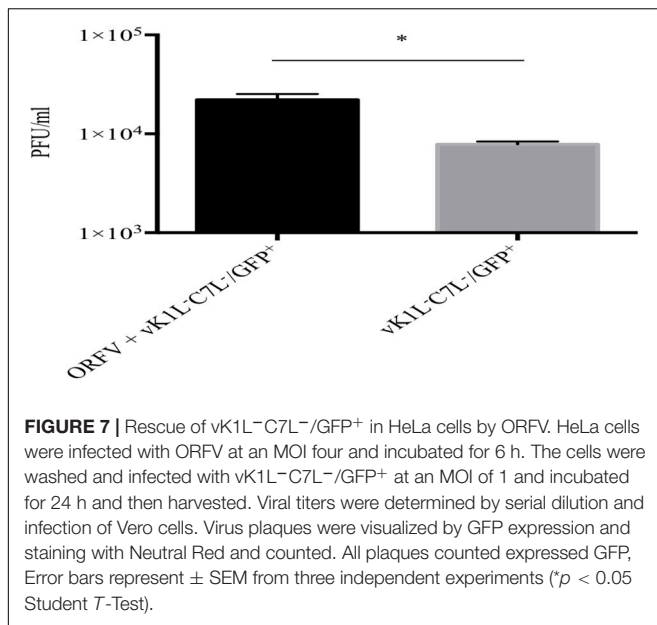 1×10⁵
*
1×10⁴
PFU/ml
1×10³
ORFV + vK1L⁻C7L⁻/GFP⁺
vK1L⁻C7L⁻/GFP⁺
FIGURE 7 | Rescue of vK1L−C7L−/GFP⁺ in HeLa cells by ORFV. HeLa cells
were infected with ORFV at an MOI four and incubated for 6 h. The cells were
washed and infected with vK1L−C7L−/GFP⁺ at an MOI of 1 and incubated
for 24 h and then harvested. Viral titers were determined by serial dilution and
infection of Vero cells. Virus plaques were visualized by GFP expression and
staining with Neutral Red and counted. All plaques counted expressed GFP,
Error bars represent ± SEM from three independent experiments (*p < 0.05
Student T-Test).